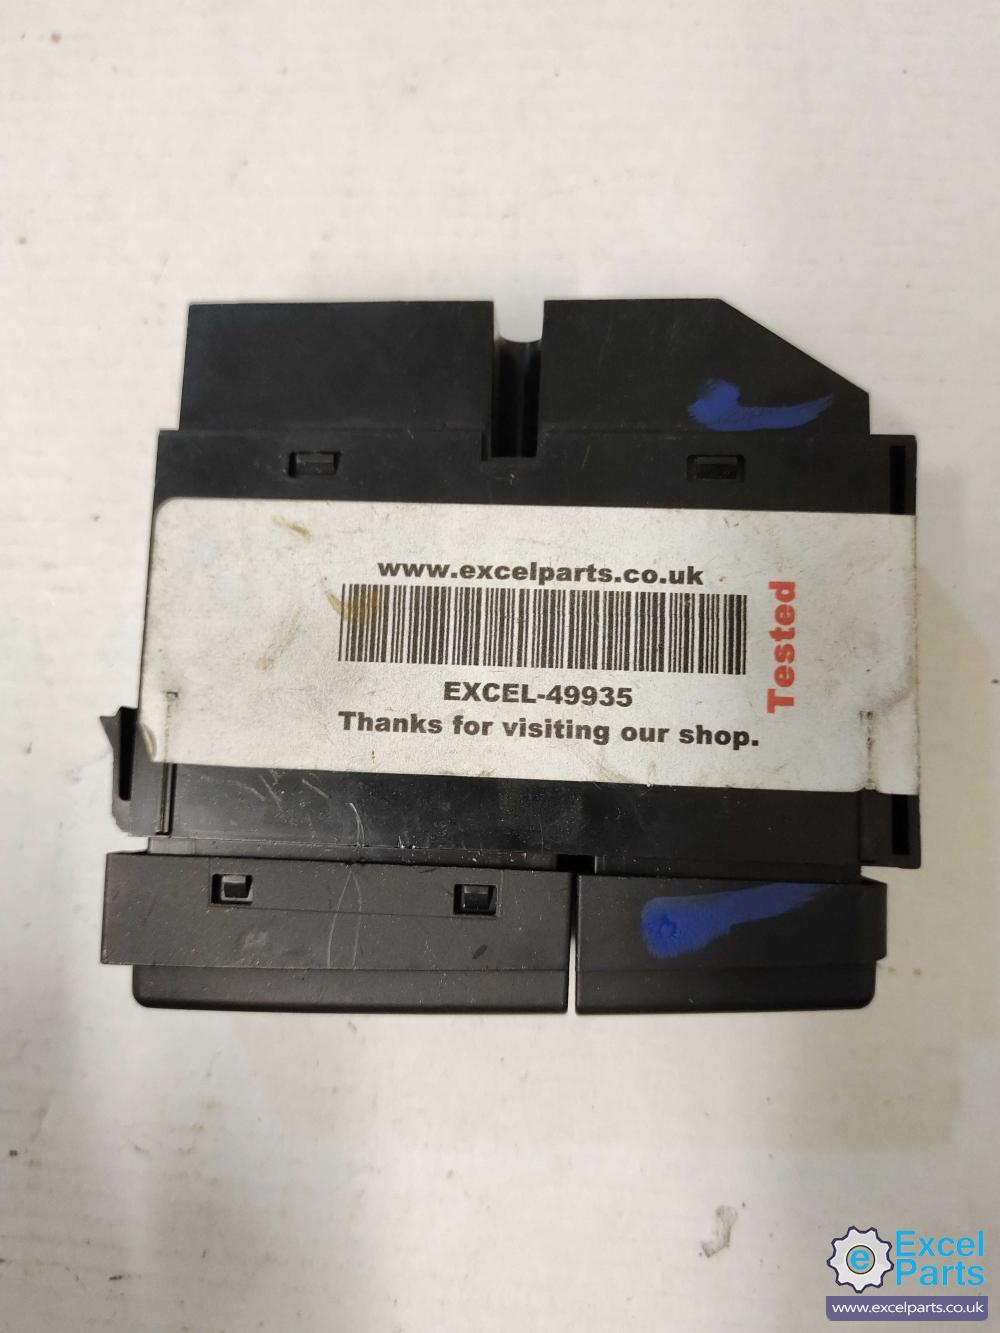 www.excelparts.co.uk
EXCEL-49935
Thanks for visiting our shop.
Tested
Excel
Parts
www.excelparts.co.uk